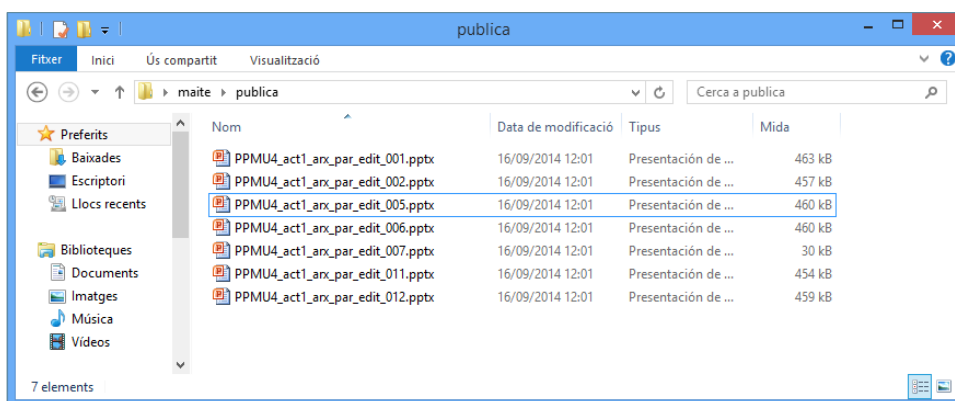 publica
Fitxer Inici Ús compartit Visualització
maite publica Cerca a publica
Preferits
Baixades
Escriptori
Llocs recents
Biblioteques
Documents
Imatges
Música
Vídeos
Nom Data de modificació Tipus Mida
PPMU4_act1_arx_par_edit_001.pptx 16/09/2014 12:01 Presentación de ... 463 kB
PPMU4_act1_arx_par_edit_002.pptx 16/09/2014 12:01 Presentación de ... 457 kB
PPMU4_act1_arx_par_edit_005.pptx 16/09/2014 12:01 Presentación de ... 460 kB
PPMU4_act1_arx_par_edit_006.pptx 16/09/2014 12:01 Presentación de ... 460 kB
PPMU4_act1_arx_par_edit_007.pptx 16/09/2014 12:01 Presentación de ... 30 kB
PPMU4_act1_arx_par_edit_011.pptx 16/09/2014 12:01 Presentación de ... 454 kB
PPMU4_act1_arx_par_edit_012.pptx 16/09/2014 12:01 Presentación de ... 459 kB
7 elements